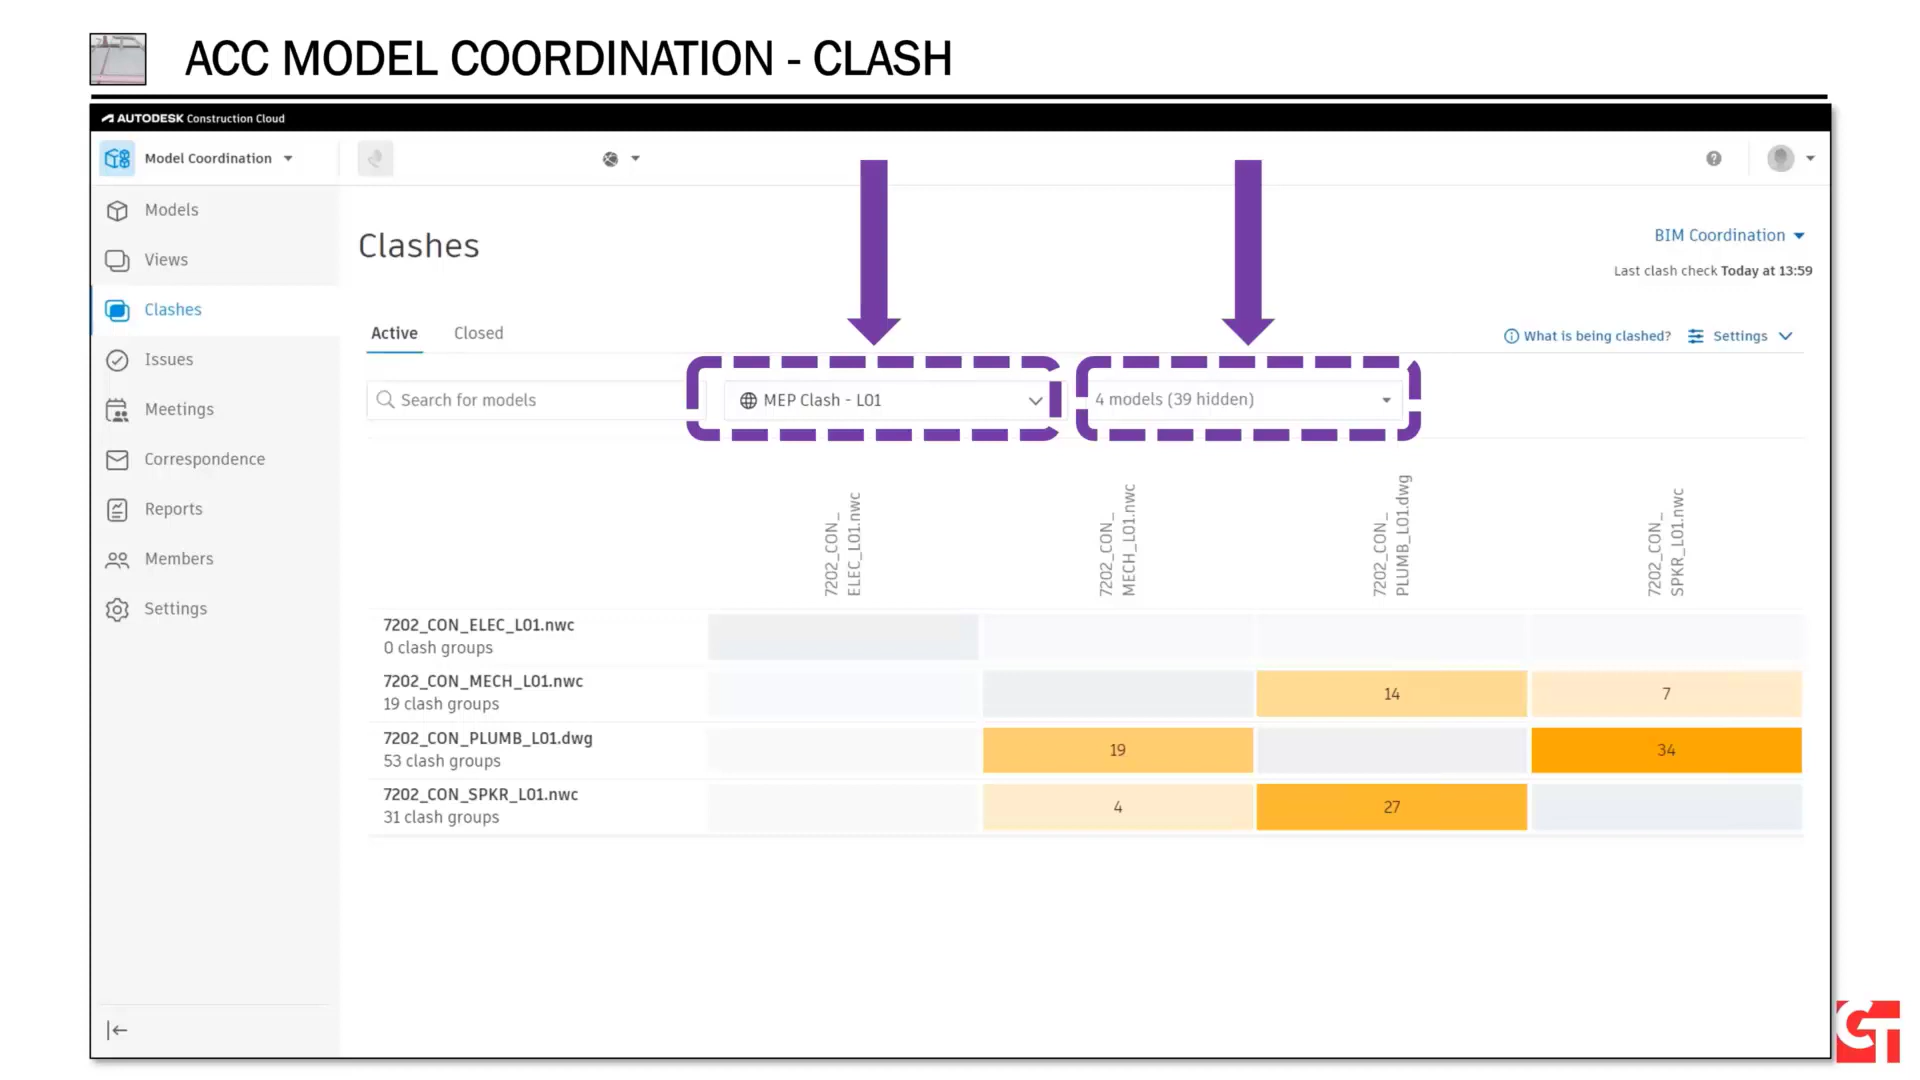 ACC MODEL COORDINATION - CLASH
AUTODESK Construction Cloud
Model Coordination
Models
Views
Clashes
Issues
Meetings
Correspondence
Reports
Members
Settings
Clashes
BIM Coordination
Last clash check Today at 13:59
Active Closed
What is being clashed? Settings
Search for models
MEP Clash - L01
4 models (39 hidden)
7202_CON_
ELEC_L01.nwc
7202_CON_
MECH_L01.nwc
7202_CON_
PLUMB_L01.dwg
7202_CON_
SPKR_L01.nwc
7202_CON_ELEC_L01.nwc
0 clash groups
7202_CON_MECH_L01.nwc
19 clash groups
14 7
7202_CON_PLUMB_L01.dwg
53 clash groups
19 34
7202_CON_SPKR_L01.nwc
31 clash groups
4 27
GTI